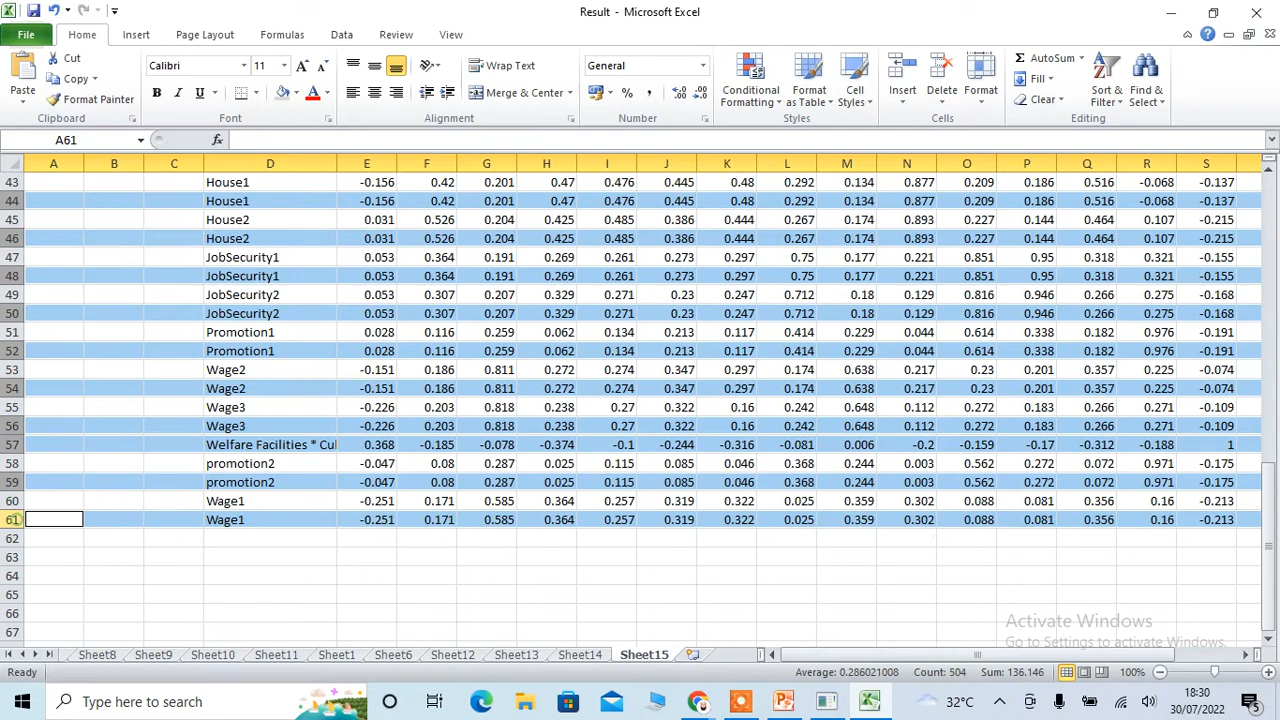 Result - Microsoft Excel
File Home Insert Page Layout Formulas Data Review View
Paste
Cut
Copy
Format Painter
Clipboard
Calibri 11
B I U
Font
Wrap Text
Merge & Center
Alignment
General
Number
Conditional Formatting
Format as Table
Cell Styles
Styles
Insert
Delete
Format
Cells
AutoSum
Fill
Clear
Sort & Filter
Find & Select
Editing
A61 fx
A B C D E F G H I J K L M N O P Q R S
43 House1 -0.156 0.42 0.201 0.47 0.476 0.445 0.48 0.292 0.134 0.877 0.209 0.186 0.516 -0.068 -0.137
44 House1 -0.156 0.42 0.201 0.47 0.476 0.445 0.48 0.292 0.134 0.877 0.209 0.186 0.516 -0.068 -0.137
45 House2 0.031 0.526 0.204 0.425 0.485 0.386 0.444 0.267 0.174 0.893 0.227 0.144 0.464 0.107 -0.215
46 House2 0.031 0.526 0.204 0.425 0.485 0.386 0.444 0.267 0.174 0.893 0.227 0.144 0.464 0.107 -0.215
47 JobSecurity1 0.053 0.364 0.191 0.269 0.261 0.273 0.297 0.75 0.177 0.221 0.851 0.95 0.318 0.321 -0.155
48 JobSecurity1 0.053 0.364 0.191 0.269 0.261 0.273 0.297 0.75 0.177 0.221 0.851 0.95 0.318 0.321 -0.155
49 JobSecurity2 0.053 0.307 0.207 0.329 0.271 0.23 0.247 0.712 0.18 0.129 0.816 0.946 0.266 0.275 -0.168
50 JobSecurity2 0.053 0.307 0.207 0.329 0.271 0.23 0.247 0.712 0.18 0.129 0.816 0.946 0.266 0.275 -0.168
51 Promotion1 0.028 0.116 0.259 0.062 0.134 0.213 0.117 0.414 0.229 0.044 0.614 0.338 0.182 0.976 -0.191
52 Promotion1 0.028 0.116 0.259 0.062 0.134 0.213 0.117 0.414 0.229 0.044 0.614 0.338 0.182 0.976 -0.191
53 Wage2 -0.151 0.186 0.811 0.272 0.274 0.347 0.297 0.174 0.638 0.217 0.23 0.201 0.357 0.225 -0.074
54 Wage2 -0.151 0.186 0.811 0.272 0.274 0.347 0.297 0.174 0.638 0.217 0.23 0.201 0.357 0.225 -0.074
55 Wage3 -0.226 0.203 0.818 0.238 0.27 0.322 0.16 0.242 0.648 0.112 0.272 0.183 0.266 0.271 -0.109
56 Wage3 -0.226 0.203 0.818 0.238 0.27 0.322 0.16 0.242 0.648 0.112 0.272 0.183 0.266 0.271 -0.109
57 Welfare Facilities * Cul 0.368 -0.185 -0.078 -0.374 -0.1 -0.244 -0.316 -0.081 0.006 -0.2 -0.159 -0.17 -0.312 -0.188 1
58 promotion2 -0.047 0.08 0.287 0.025 0.115 0.085 0.046 0.368 0.244 0.003 0.562 0.272 0.072 0.971 -0.175
59 promotion2 -0.047 0.08 0.287 0.025 0.115 0.085 0.046 0.368 0.244 0.003 0.562 0.272 0.072 0.971 -0.175
60 Wage1 -0.251 0.171 0.585 0.364 0.257 0.319 0.322 0.025 0.359 0.302 0.088 0.081 0.356 0.16 -0.213
61 Wage1 -0.251 0.171 0.585 0.364 0.257 0.319 0.322 0.025 0.359 0.302 0.088 0.081 0.356 0.16 -0.213
62
63
64
65
66
67
Activate Windows
Go to Settings to activate Windows.
Sheet8 Sheet9 Sheet10 Sheet11 Sheet1 Sheet6 Sheet12 Sheet13 Sheet14 Sheet15
Ready Average: 0.286021008 Count: 504 Sum: 136.146 100%
Type here to search
32°C
18:30
30/07/2022
5